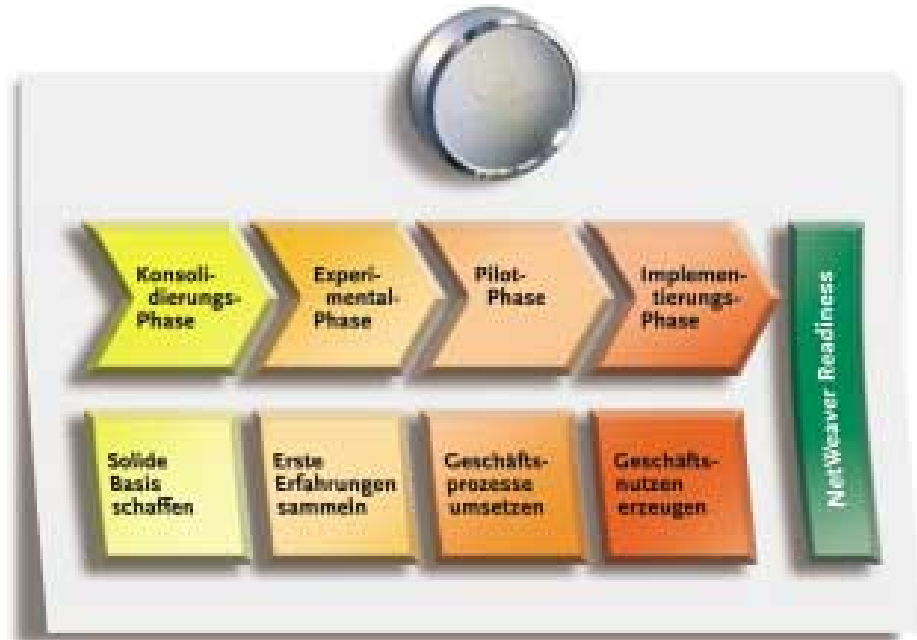 Konsoli-
dierungs-
Phase
Experi-
mental-
Phase
Pilot-
Phase
Implemen-
tierungs-
Phase
NetWeaver Readiness
Solide
Basis
schaffen
Erste
Erfahrungen
sammeln
Geschäfts-
prozesse
umsetzen
Geschäfts-
nutzen
erzeugen